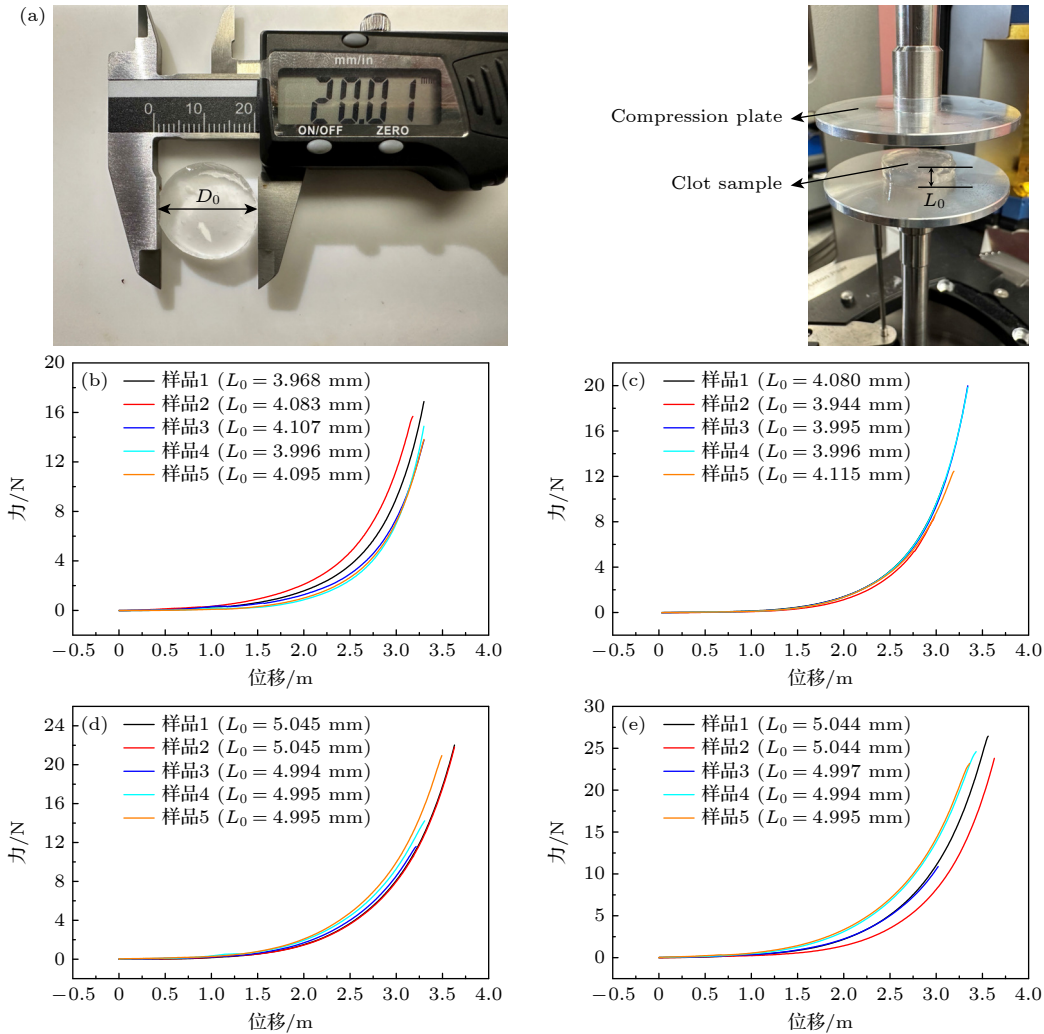 (a)
mm/in
20.01
mm
0 10 20
ON/OFF ZERO
D₀
Compression plate
Clot sample
L₀
(b)
样品1 (L₀ = 3.968 mm)
样品2 (L₀ = 4.083 mm)
样品3 (L₀ = 4.107 mm)
样品4 (L₀ = 3.996 mm)
样品5 (L₀ = 4.095 mm)
力/N
20
16
12
8
4
0
−0.5 0 0.5 1.0 1.5 2.0 2.5 3.0 3.5 4.0
位移/m
(c)
样品1 (L₀ = 4.080 mm)
样品2 (L₀ = 3.944 mm)
样品3 (L₀ = 3.995 mm)
样品4 (L₀ = 3.996 mm)
样品5 (L₀ = 4.115 mm)
力/N
20
16
12
8
4
0
−0.5 0 0.5 1.0 1.5 2.0 2.5 3.0 3.5 4.0
位移/m
(d)
样品1 (L₀ = 5.045 mm)
样品2 (L₀ = 5.045 mm)
样品3 (L₀ = 4.994 mm)
样品4 (L₀ = 4.995 mm)
样品5 (L₀ = 4.995 mm)
力/N
24
20
16
12
8
4
0
−0.5 0 0.5 1.0 1.5 2.0 2.5 3.0 3.5 4.0
位移/m
(e)
样品1 (L₀ = 5.044 mm)
样品2 (L₀ = 5.044 mm)
样品3 (L₀ = 4.997 mm)
样品4 (L₀ = 4.994 mm)
样品5 (L₀ = 4.995 mm)
力/N
30
25
20
15
10
5
0
−0.5 0 0.5 1.0 1.5 2.0 2.5 3.0 3.5 4.0
位移/m